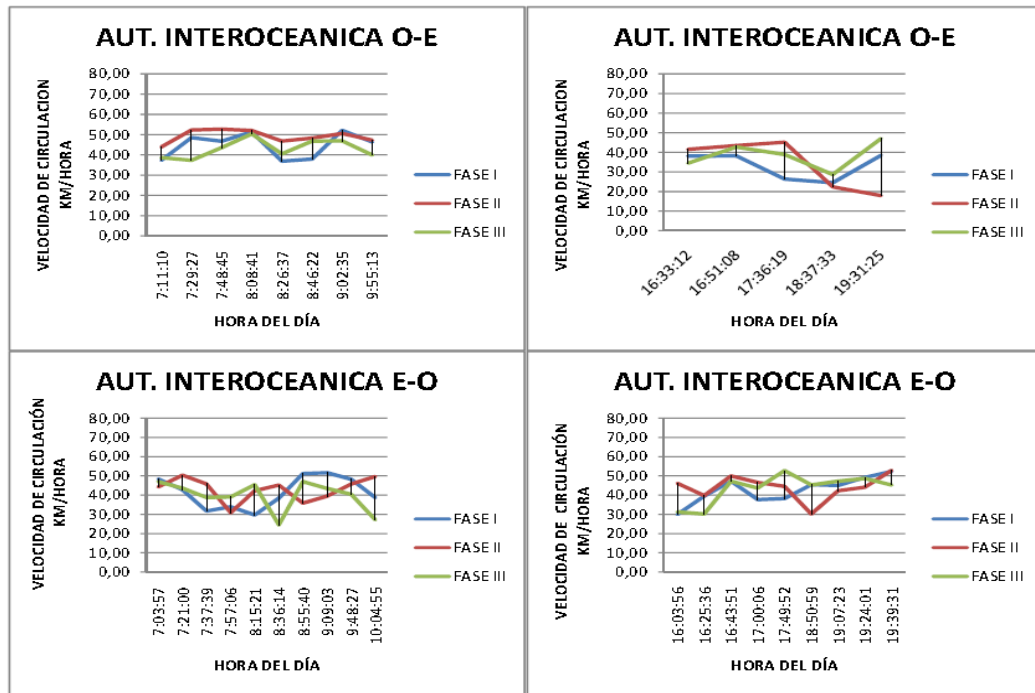 AUT. INTEROCEANICA O-E
VELOCIDAD DE CIRCULACION
KM/HORA
80,00
70,00
60,00
50,00
40,00
30,00
20,00
10,00
0,00
7:11:10
7:29:27
7:48:45
8:08:41
8:26:37
8:46:22
9:02:35
9:55:13
HORA DEL DÍA
FASE I
FASE II
FASE III
AUT. INTEROCEANICA O-E
VELOCIDAD DE CIRCULACION
KM/HORA
80,00
70,00
60,00
50,00
40,00
30,00
20,00
10,00
0,00
16:33:12
16:51:08
17:36:19
18:37:33
19:31:25
HORA DEL DÍA
FASE I
FASE II
FASE III
AUT. INTEROCEANICA E-O
VELOCIDAD DE CIRCULACIÓN
KM/HORA
80,00
70,00
60,00
50,00
40,00
30,00
20,00
10,00
0,00
7:03:57
7:21:00
7:37:39
7:57:06
8:15:21
8:36:14
8:55:40
9:09:03
9:48:27
10:04:55
HORA DEL DÍA
FASE I
FASE II
FASE III
AUT. INTEROCEANICA E-O
VELOCIDAD DE CIRCULACIÓN
KM/HORA
80,00
70,00
60,00
50,00
40,00
30,00
20,00
10,00
0,00
16:03:56
16:25:36
16:43:51
17:00:06
17:49:52
18:50:59
19:07:23
19:24:01
19:39:31
HORA DEL DÍA
FASE I
FASE II
FASE III